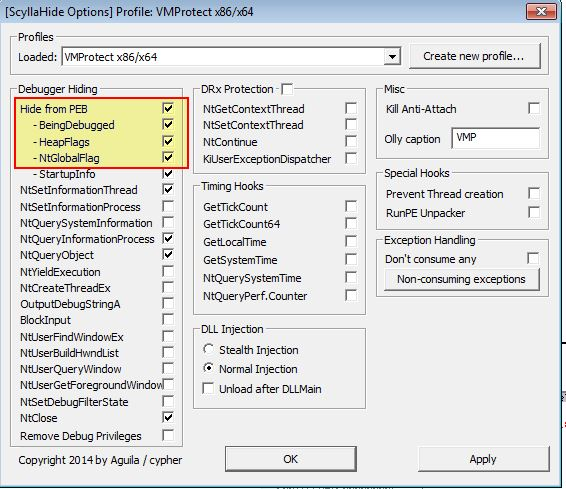 [ScyllaHide Options] Profile: VMProtect x86/x64
Profiles
Loaded: VMProtect x86/x64
Create new profile...
Debugger Hiding
Hide from PEB
- BeingDebugged
- HeapFlags
- NtGlobalFlag
- StartupInfo
NtSetInformationThread
NtSetInformationProcess
NtQuerySystemInformation
NtQueryInformationProcess
NtQueryObject
NtYieldExecution
NtCreateThreadEx
OutputDebugStringA
BlockInput
NtUserFindWindowEx
NtUserBuildHwndList
NtUserQueryWindow
NtUserGetForegroundWindow
NtSetDebugFilterState
NtClose
Remove Debug Privileges
DRx Protection
NtGetContextThread
NtSetContextThread
NtContinue
KiUserExceptionDispatcher
Timing Hooks
GetTickCount
GetTickCount64
GetLocalTime
GetSystemTime
NtQuerySystemTime
NtQueryPerf.Counter
DLL Injection
Stealth Injection
Normal Injection
Unload after DLLMain
Misc
Kill Anti-Attach
Olly caption VMP
Special Hooks
Prevent Thread creation
RunPE Unpacker
Exception Handling
Don't consume any
Non-consuming exceptions
Copyright 2014 by Aguila / cypher
OK
Apply